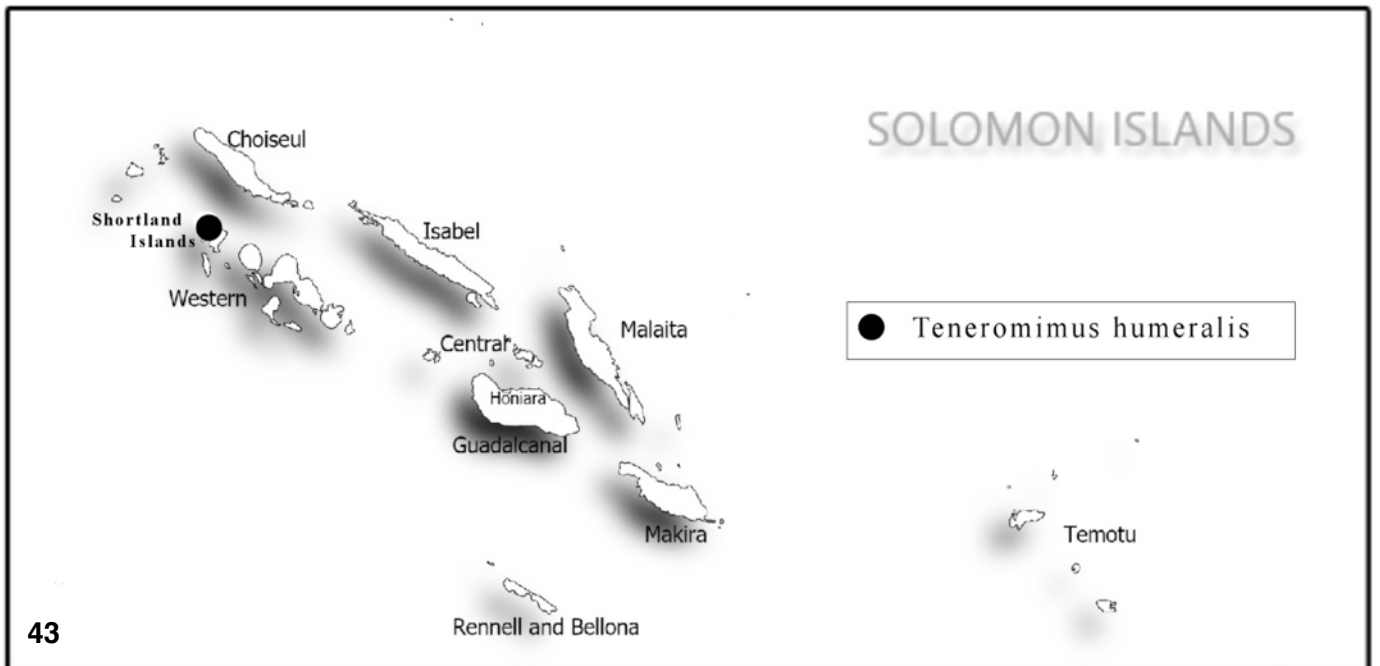 SOLOMON ISLANDS
Choiseul
Shortland
Islands
Isabel
Western
Malaita
Teneromimus humeralis
Central
Honiara
Guadalcanal
Makira
Temotu
Rennell and Bellona
43